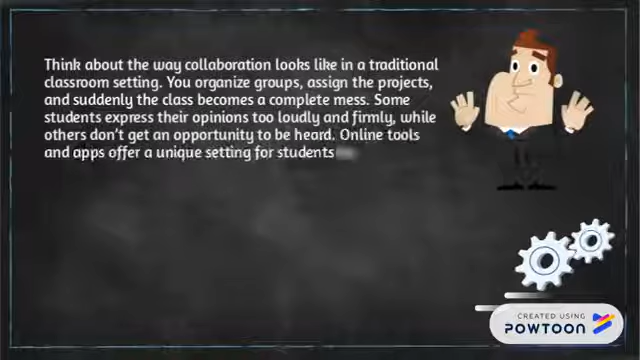 Think about the way collaboration looks like in a traditional
classroom setting. You organize groups, assign the projects,
and suddenly the class becomes a complete mess. Some
students express their opinions too loudly and firmly, while
others don't get an opportunity to be heard. Online tools
and apps offer a unique setting for students
CREATED USING
POWTOON